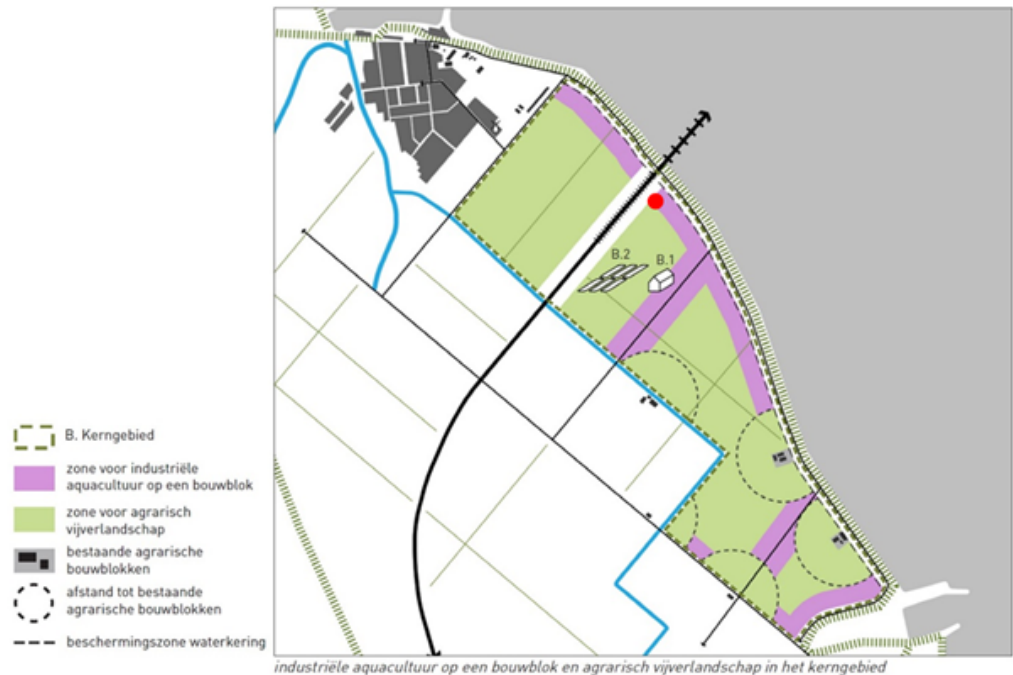 B.2
B.1
B. Kerngebied
zone voor industriële
aquacultuur op een bouwblok
zone voor agrarisch
vijverlandschap
bestaande agrarische
bouwblokken
afstand tot bestaande
agrarische bouwblokken
beschermingszone waterkering
industriële aquacultuur op een bouwblok en agrarisch vijverlandschap in het kerngebied